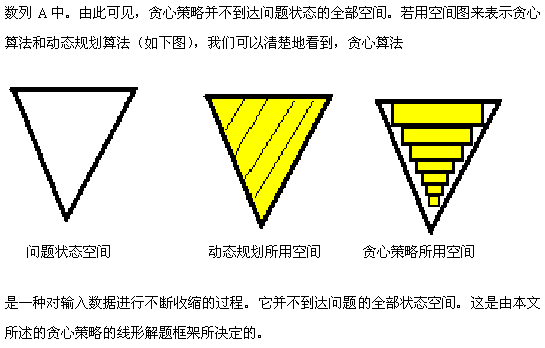 数列 A 中。由此可见，贪心策略并不到达问题状态的全部空间。若用空间图来表示贪心
算法和动态规划算法（如下图），我们可以清楚地看到，贪心算法
问题状态空间 动态规划所用空间 贪心策略所用空间
是一种对输入数据进行不断收缩的过程。它并不到达问题的全部状态空间。这是由本文
所述的贪心策略的线形解题框架所决定的。